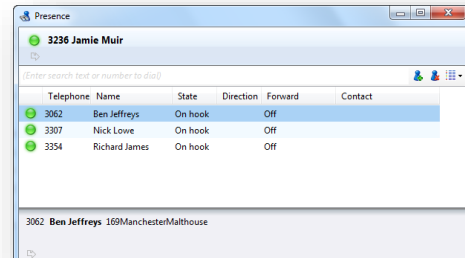 Presence
3236 Jamie Muir
(Enter search text or number to dial)
Telephone Name State Direction Forward Contact
3062 Ben Jeffreys On hook Off
3307 Nick Lowe On hook Off
3354 Richard James On hook Off
3062 Ben Jeffreys 169ManchesterMalthouse